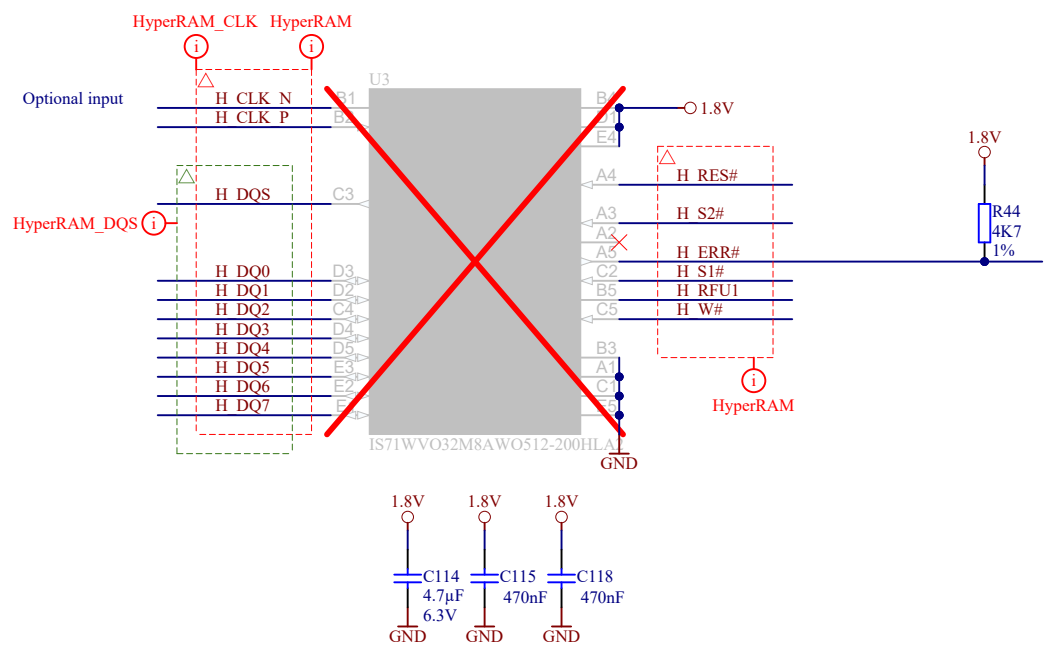 HyperRAM_CLK HyperRAM
i i
U3
Optional input
H_CLK_N B1
H_CLK_P B2
H_DQS C3
HyperRAM_DQS i
H_DQ0 D3
H_DQ1 D2
H_DQ2 C4
H_DQ3 D4
H_DQ4 D5
H_DQ5 E3
H_DQ6 E2
H_DQ7
B4 1.8V
D1
E4
A4 H_RES#
A3 H_S2#
A2
A5 H_ERR#
C2 H_S1#
B5 H_RFU1
C5 H_W#
B3
A1
C1
E5
GND
i
HyperRAM
1.8V
R44
4K7
1%
IS71WVO32M8AWO512-200HLA2
1.8V 1.8V 1.8V
C114 C115 C118
4.7µF 470nF 470nF
6.3V
GND GND GND